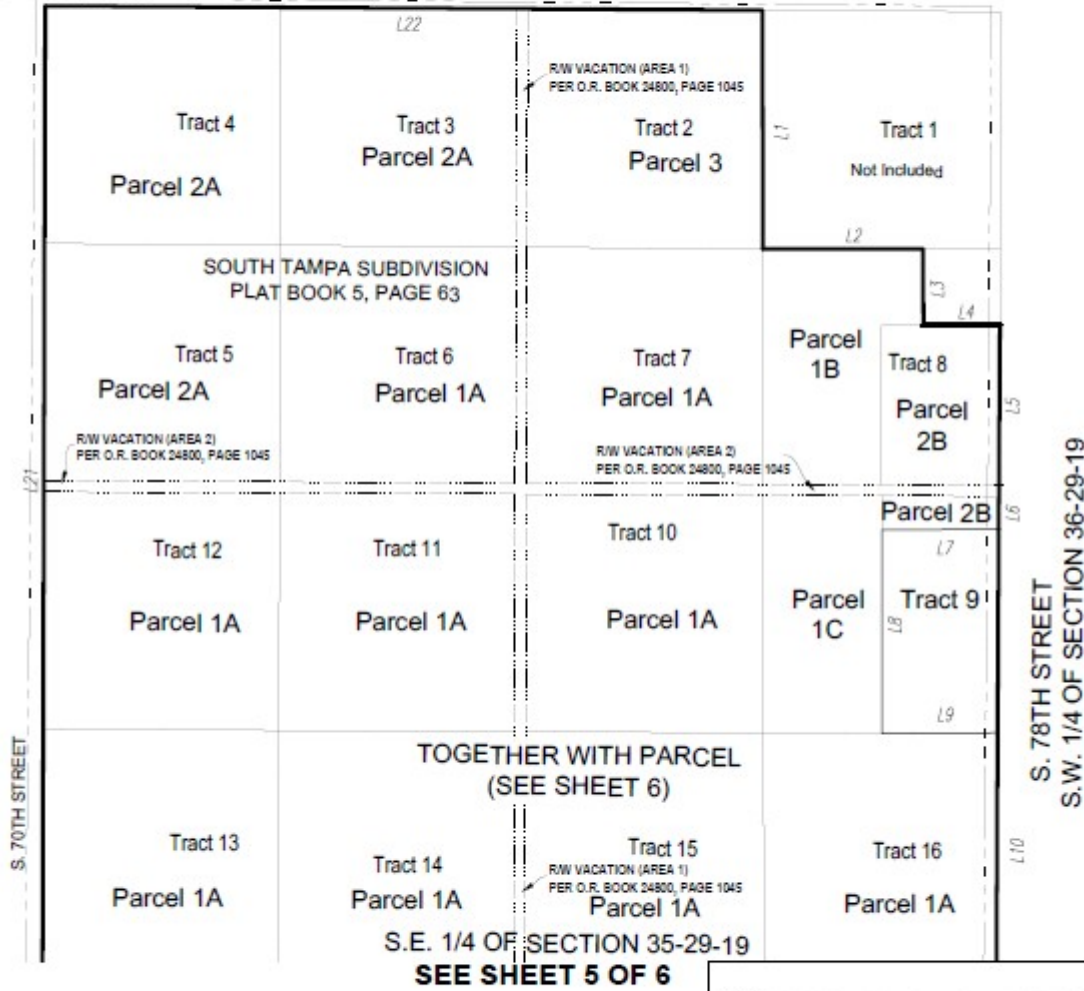 L22
R/W VACATION (AREA 1)
PER O.R. BOOK 24800, PAGE 1045
Tract 4
Parcel 2A
Tract 3
Parcel 2A
Tract 2
Parcel 3
L1
Tract 1
Not Included
L2
L3
L4
SOUTH TAMPA SUBDIVISION
PLAT BOOK 5, PAGE 63
Tract 5
Parcel 2A
Tract 6
Parcel 1A
Tract 7
Parcel 1A
Parcel
1B
Tract 8
Parcel
2B
L5
R/W VACATION (AREA 2)
PER O.R. BOOK 24800, PAGE 1045
R/W VACATION (AREA 2)
PER O.R. BOOK 24800, PAGE 1045
L21
Parcel 2B
L6
L7
Tract 12
Parcel 1A
Tract 11
Parcel 1A
Tract 10
Parcel 1A
Parcel
1C
L8
Tract 9
L9
S. 78TH STREET
S.W. 1/4 OF SECTION 36-29-19
TOGETHER WITH PARCEL
(SEE SHEET 6)
S. 70TH STREET
Tract 13
Parcel 1A
Tract 14
Parcel 1A
Tract 15
R/W VACATION (AREA 1)
PER O.R. BOOK 24800, PAGE 1045
Parcel 1A
Tract 16
Parcel 1A
L10
S.E. 1/4 OF SECTION 35-29-19
SEE SHEET 5 OF 6